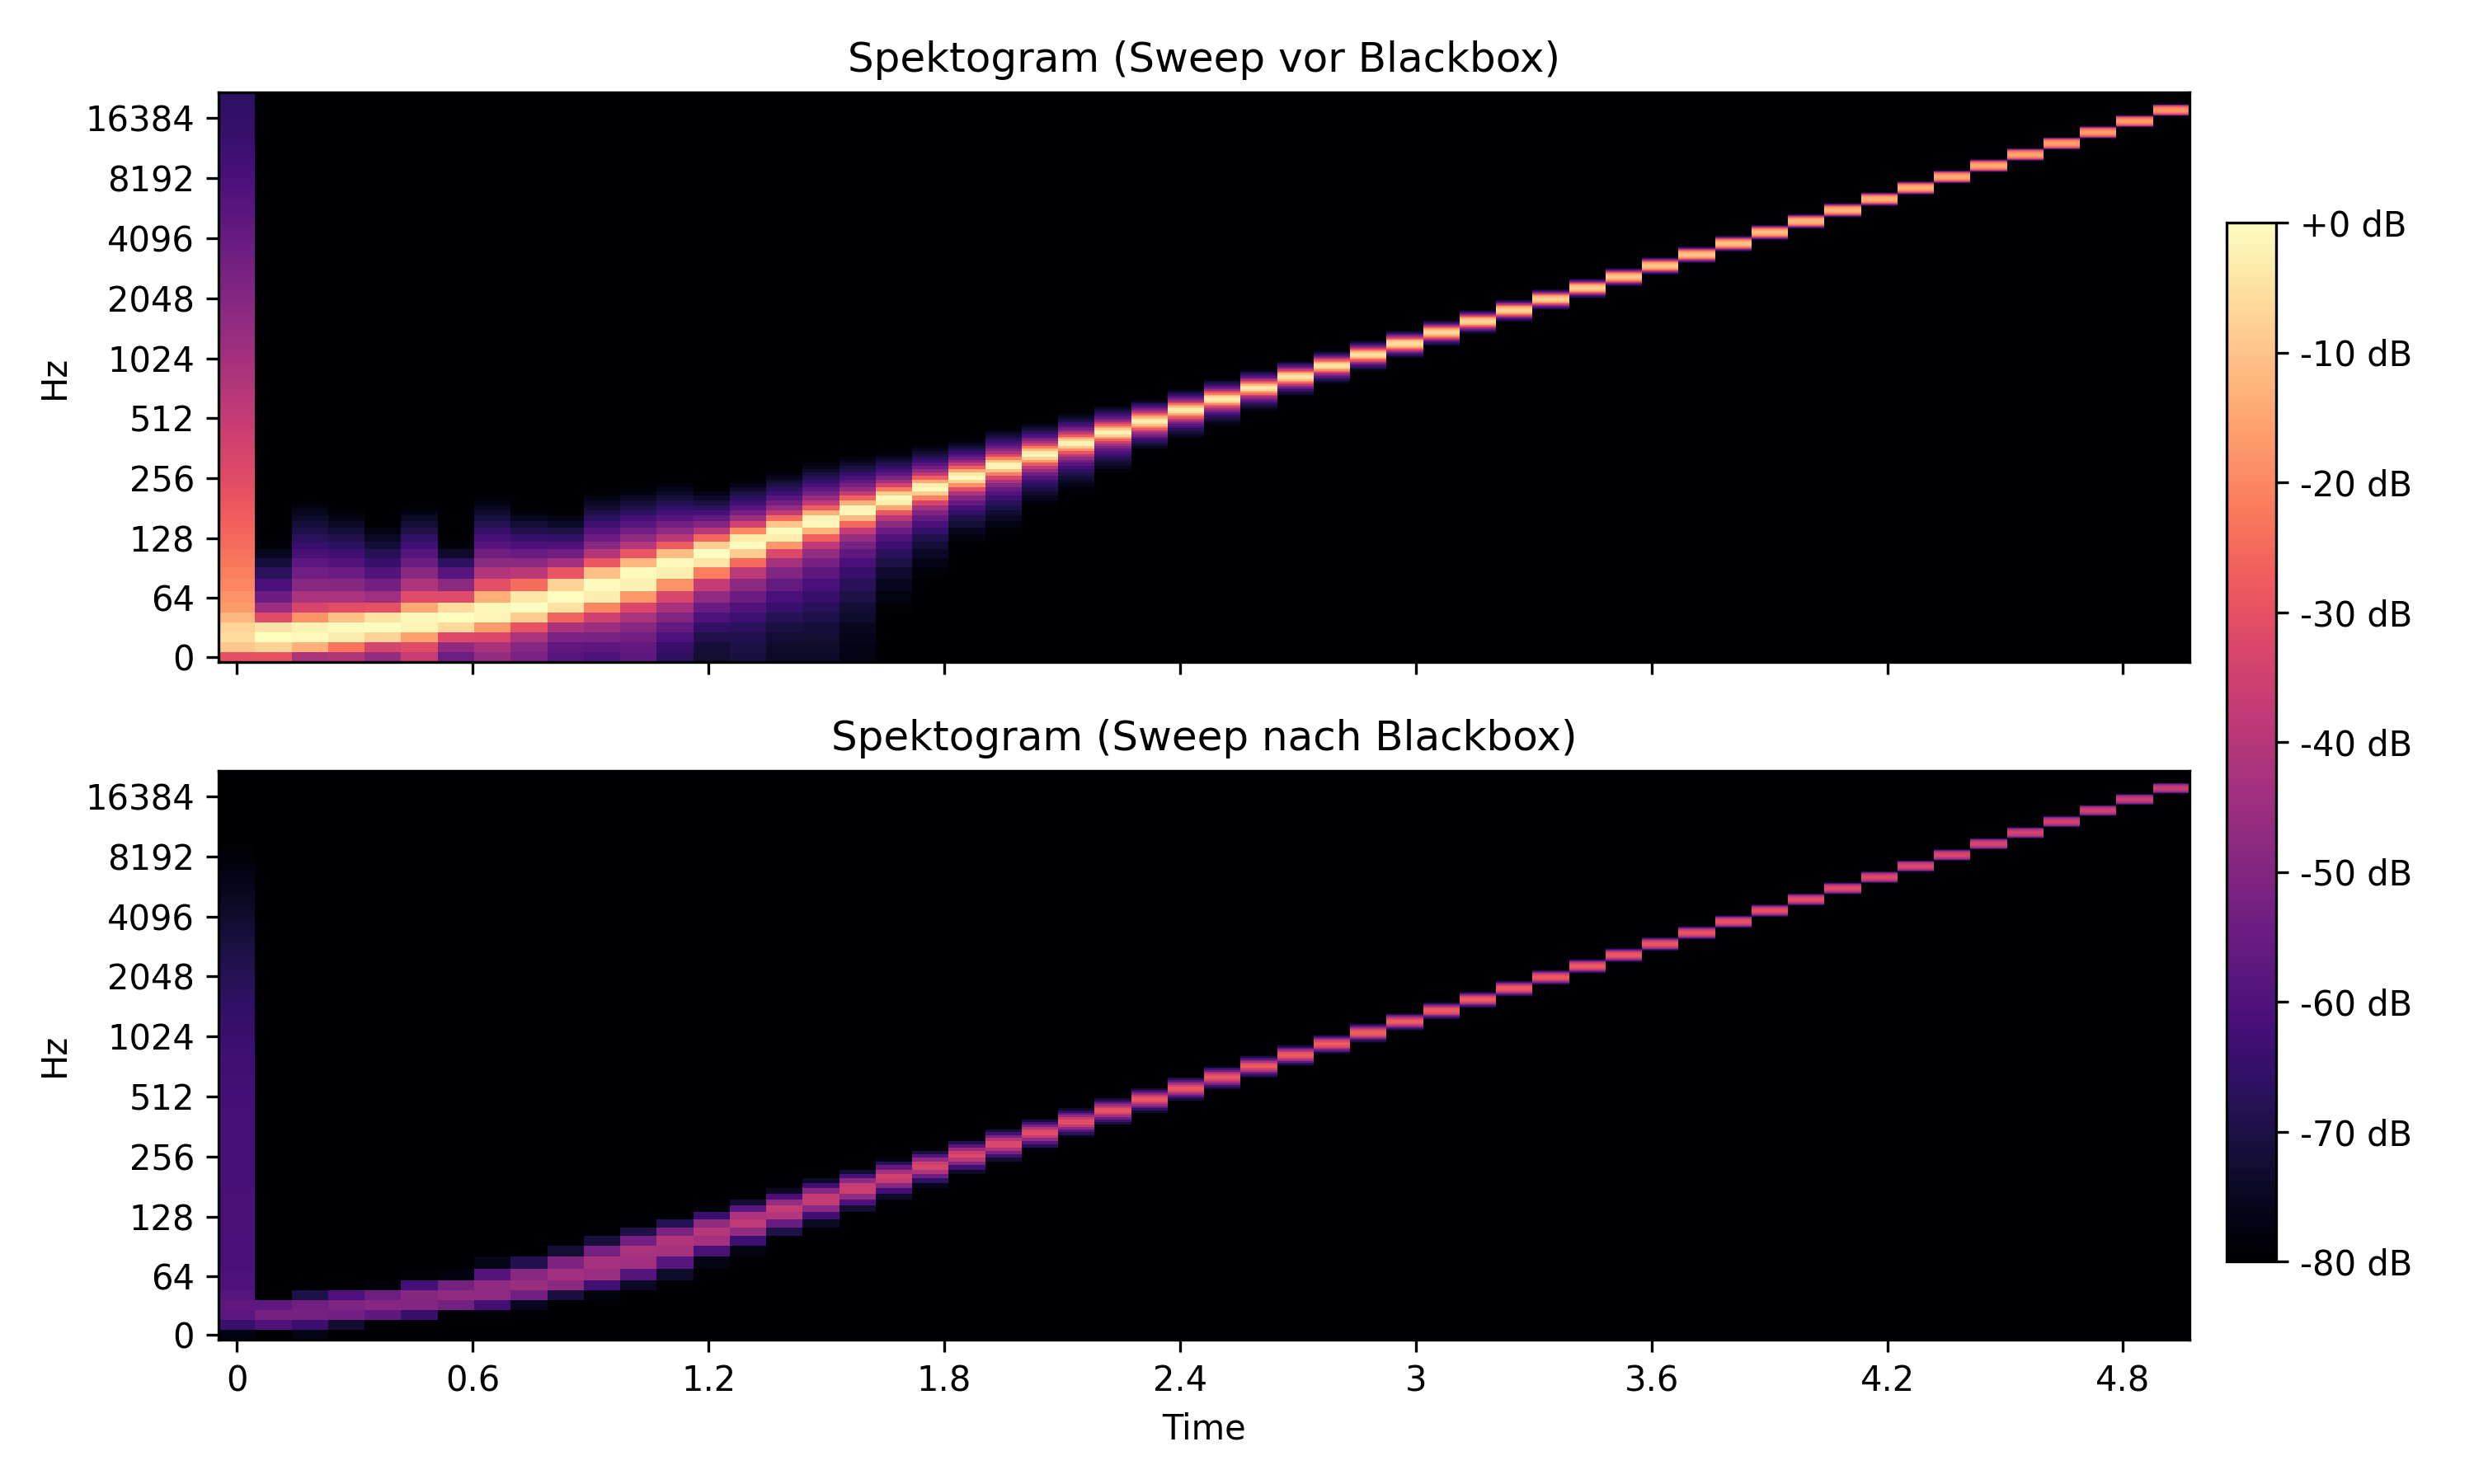 Spektogram (Sweep vor Blackbox)
Hz
16384
8192
4096
2048
1024
512
256
128
64
0
Spektogram (Sweep nach Blackbox)
Hz
16384
8192
4096
2048
1024
512
256
128
64
0
0 0.6 1.2 1.8 2.4 3 3.6 4.2 4.8
Time
+0 dB
-10 dB
-20 dB
-30 dB
-40 dB
-50 dB
-60 dB
-70 dB
-80 dB